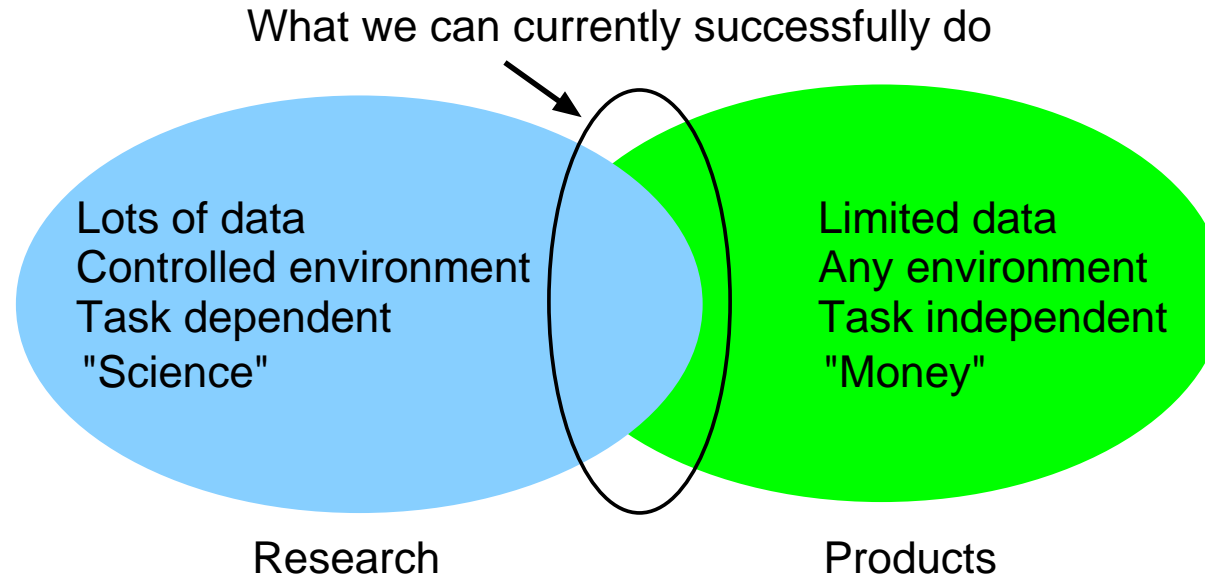 What we can currently successfully do
Lots of data
Controlled environment
Task dependent
"Science"
Limited data
Any environment
Task independent
"Money"
Research
Products